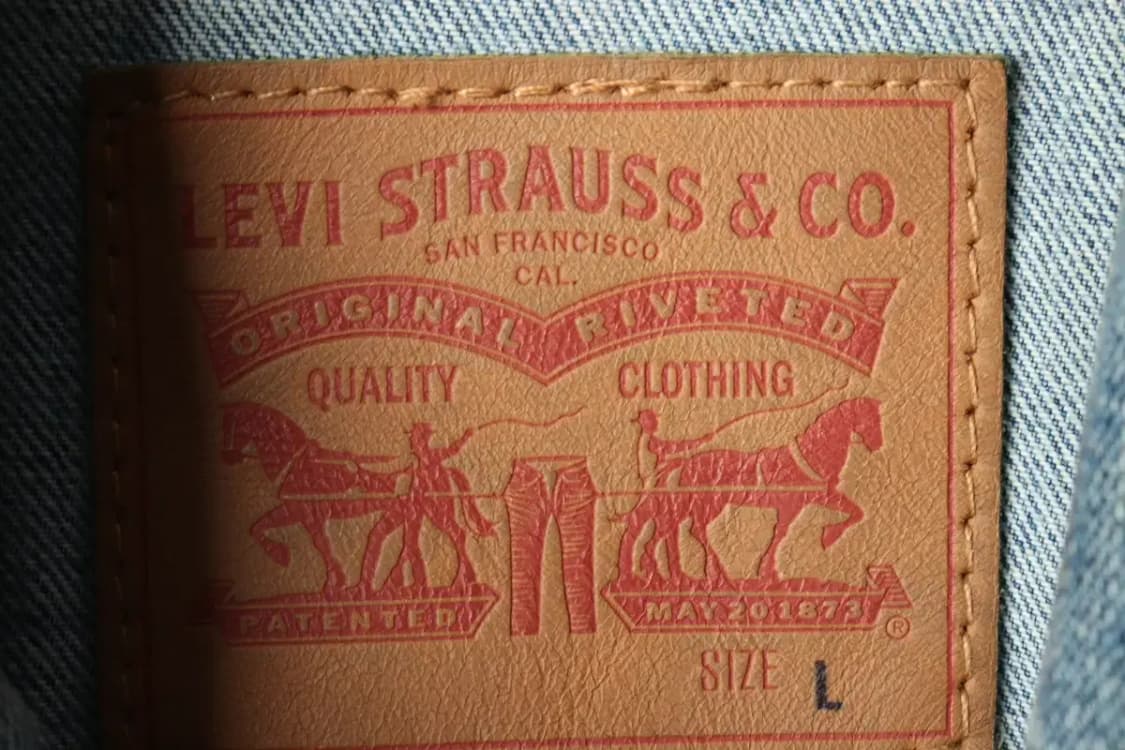 LEVI STRAUSS & CO.
SAN FRANCISCO
CAL.
ORIGINAL RIVETED
QUALITY CLOTHING
PATENTED MAY 20 1873 ®
SIZE L